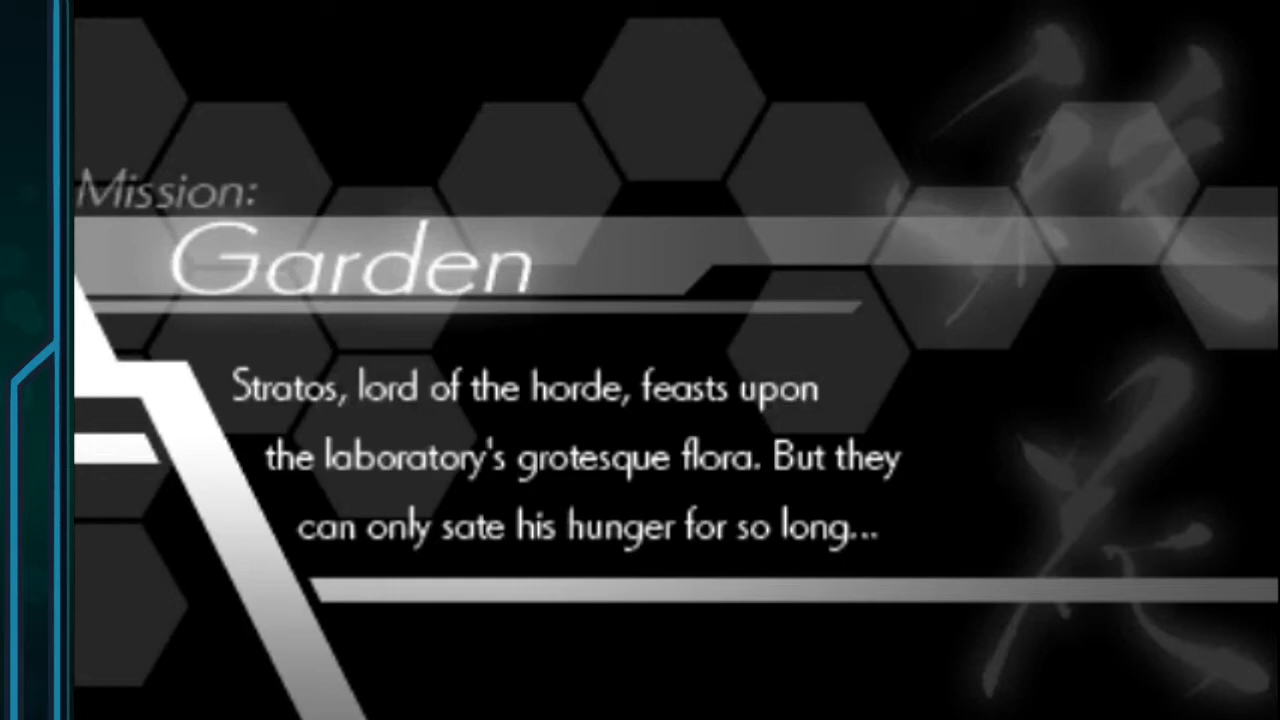 Mission:
Garden
Stratos, lord of the horde, feasts upon
the laboratory's grotesque flora. But they
can only sate his hunger for so long...